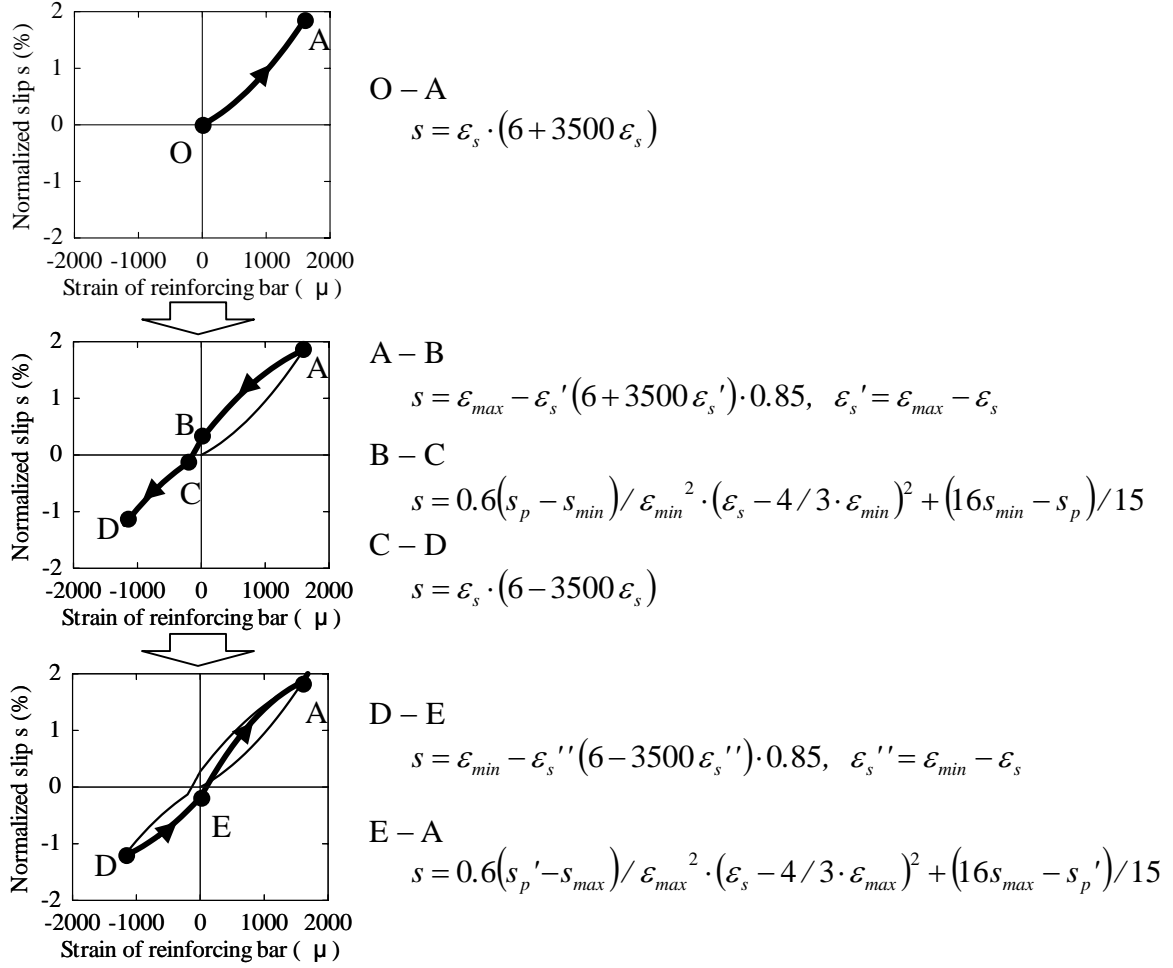 Normalized slip s (%)
2
1
0
-1
-2
A
O
-2000 -1000 0 1000 2000
Strain of reinforcing bar ( μ )
O – A
s = ε_s · (6 + 3500 ε_s)
Normalized slip s (%)
2
1
0
-1
-2
A
B
C
D
-2000 -1000 0 1000 2000
Strain of reinforcing bar ( μ )
A – B
s = ε_max − ε_s' (6 + 3500 ε_s') · 0.85, ε_s' = ε_max − ε_s
B – C
s = 0.6(s_p − s_min) / ε_min² · (ε_s − 4 / 3 · ε_min)² + (16s_min − s_p) / 15
C – D
s = ε_s · (6 − 3500 ε_s)
Normalized slip s (%)
2
1
0
-1
-2
A
E
D
-2000 -1000 0 1000 2000
Strain of reinforcing bar ( μ )
D – E
s = ε_min − ε_s'' (6 − 3500 ε_s'') · 0.85, ε_s'' = ε_min − ε_s
E – A
s = 0.6(s_p' − s_max) / ε_max² · (ε_s − 4 / 3 · ε_max)² + (16s_max − s_p') / 15